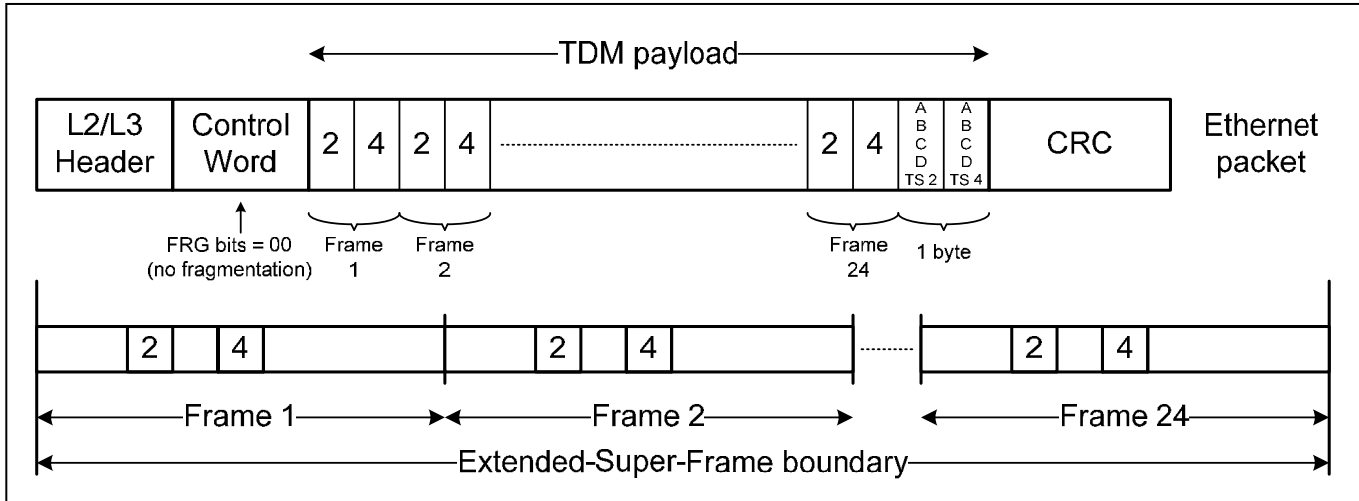 TDM payload
L2/L3 Header
Control Word
2 4 2 4
2 4
A B C D TS 2
A B C D TS 4
CRC
Ethernet packet
FRG bits = 00
(no fragmentation)
Frame 1
Frame 2
Frame 24
1 byte
2 4 2 4 2 4
Frame 1 Frame 2 Frame 24
Extended-Super-Frame boundary